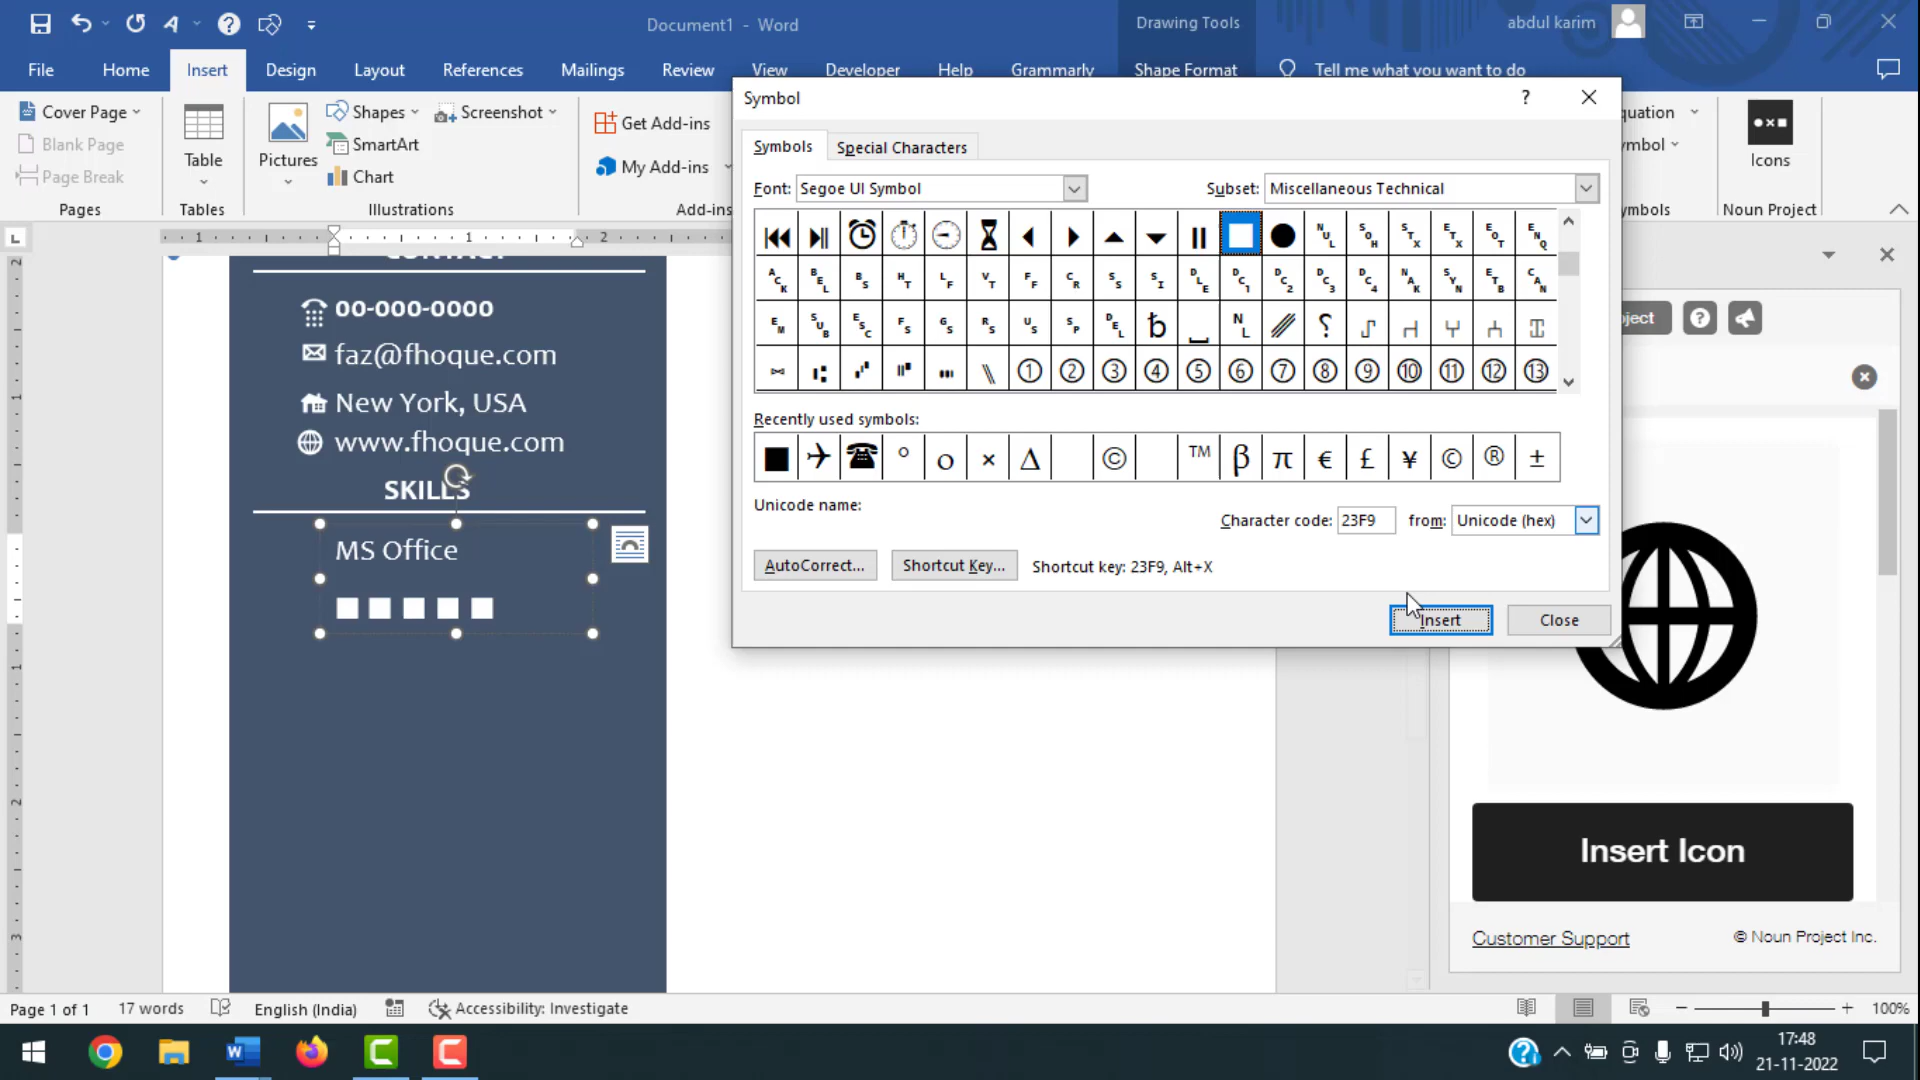 Document1 - Word
Drawing Tools
abdul karim
File
Home
Insert
Design
Layout
References
Mailings
Review
View
Developer
Help
Grammarly
Shape Format
Tell me what you want to do
Cover Page
Blank Page
Page Break
Pages
Table
Tables
Pictures
Shapes
SmartArt
Chart
Screenshot
Illustrations
Get Add-ins
My Add-ins
Add-ins
quation
ymbol
ymbols
Icons
Noun Project
Symbol
Symbols
Special Characters
Font: Segoe UI Symbol
Subset: Miscellaneous Technical
Recently used symbols:
■ ✈ ☎ ° o × Δ © ™ β π € £ ¥ © ® ±
Unicode name:
Character code: 23F9 from: Unicode (hex)
AutoCorrect...
Shortcut Key...
Shortcut key: 23F9, Alt+X
Insert
Close
CONTACT
00-000-0000
faz@fhoque.com
New York, USA
www.fhoque.com
SKILLS
MS Office
ject
Insert Icon
Customer Support
© Noun Project Inc.
Page 1 of 1
17 words
English (India)
Accessibility: Investigate
100%
17:48
21-11-2022